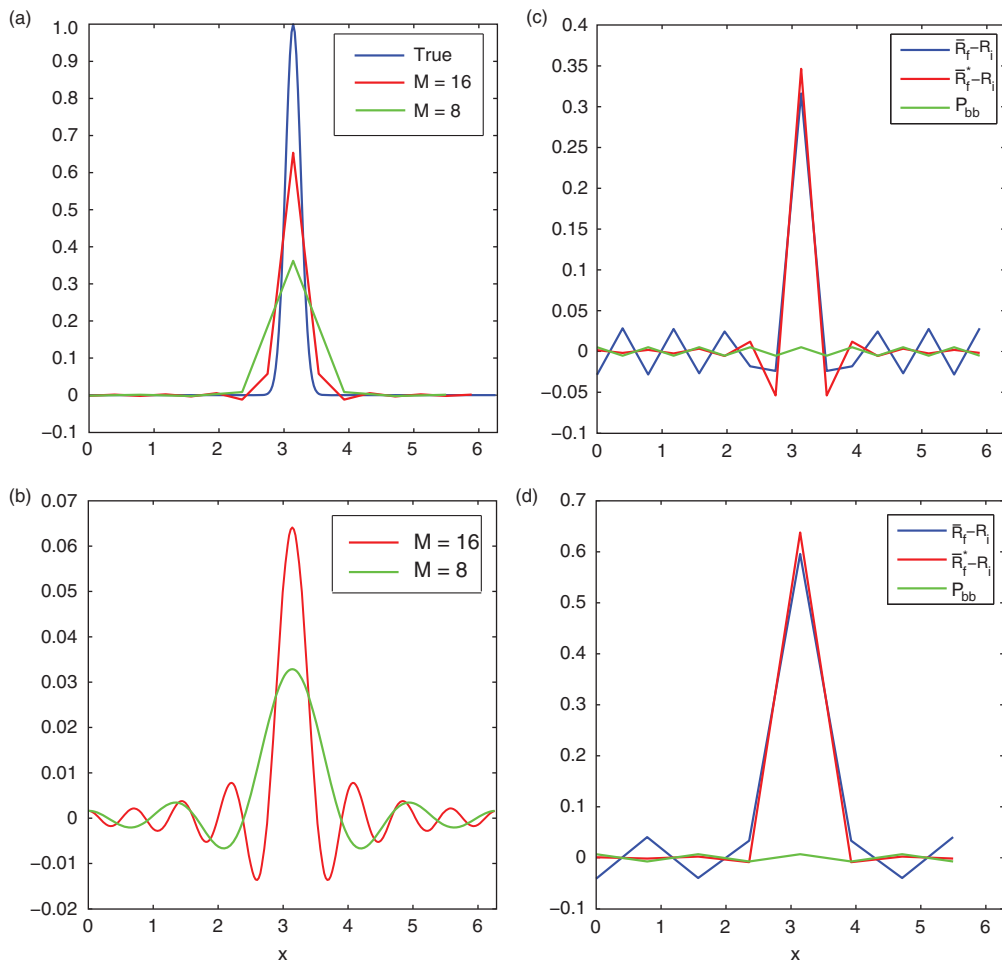 (a)
1.0
0.9
0.8
0.7
0.6
0.5
0.4
0.3
0.2
0.1
0
−0.1
0 1 2 3 4 5 6
True
M = 16
M = 8
(c)
0.4
0.35
0.3
0.25
0.2
0.15
0.1
0.05
0
−0.05
−0.1
0 1 2 3 4 5 6
R̄f−Ri
R̄*f−Ri
Pbb
(b)
0.07
0.06
0.05
0.04
0.03
0.02
0.01
0
−0.01
−0.02
0 1 2 3 4 5 6
x
M = 16
M = 8
(d)
0.7
0.6
0.5
0.4
0.3
0.2
0.1
0
−0.1
0 1 2 3 4 5 6
x
R̄f−Ri
R̄*f−Ri
Pbb